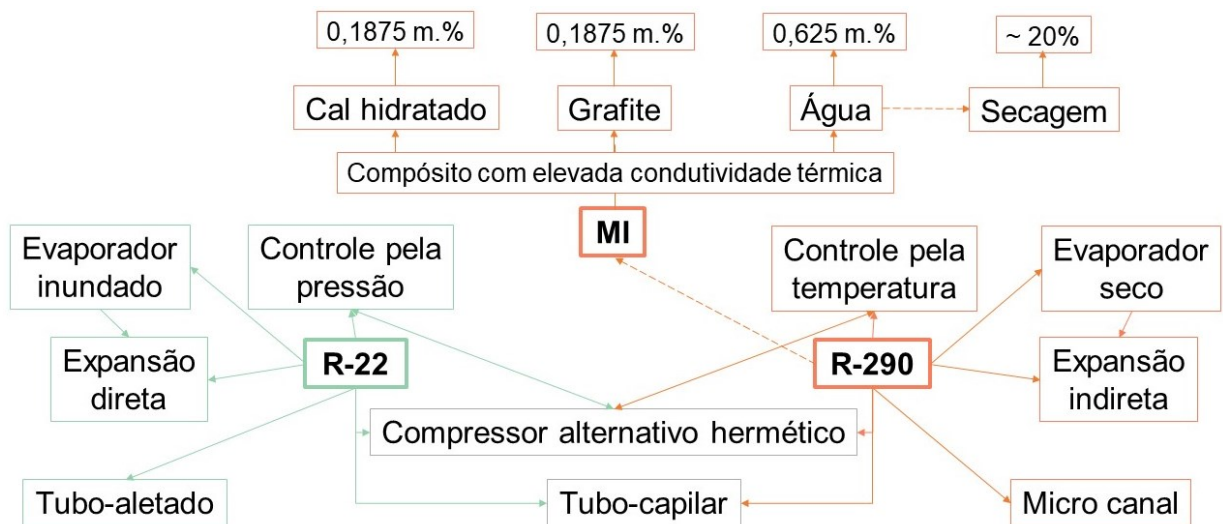 0,1875 m.%
0,1875 m.%
0,625 m.%
~ 20%
Cal hidratado
Grafite
Água
Secagem
Compósito com elevada condutividade térmica
MI
Evaporador
inundado
Controle pela
pressão
Controle pela
temperatura
Evaporador
seco
Expansão
direta
R-22
R-290
Expansão
indireta
Compressor alternativo hermético
Tubo-aletado
Tubo-capilar
Micro canal